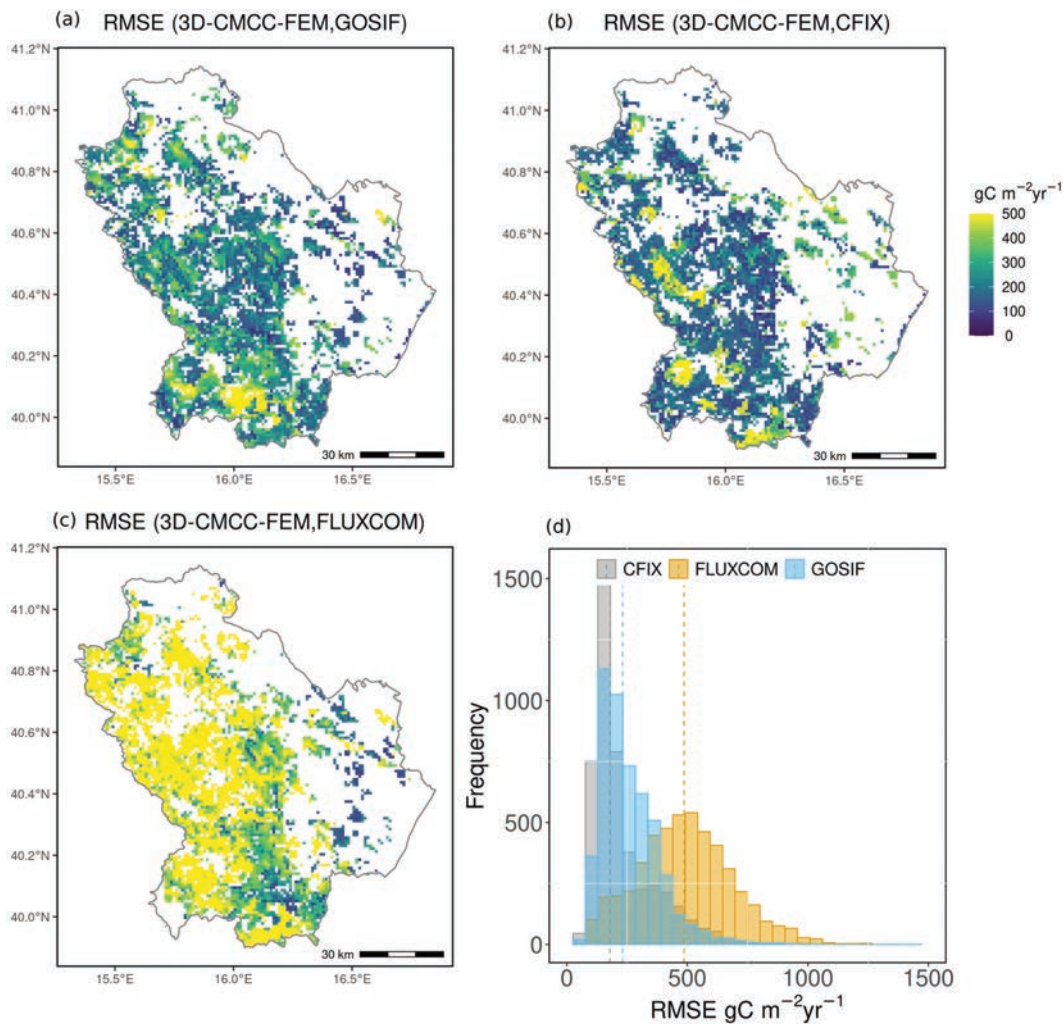 (a) RMSE (3D-CMCC-FEM,GOSIF)
41.2°N
41.0°N
40.8°N
40.6°N
40.4°N
40.2°N
40.0°N
30 km
15.5°E 16.0°E 16.5°E
(b) RMSE (3D-CMCC-FEM,CFIX)
41.2°N
41.0°N
40.8°N
40.6°N
40.4°N
40.2°N
40.0°N
30 km
15.5°E 16.0°E 16.5°E
gC m⁻²yr⁻¹
500
400
300
200
100
0
(c) RMSE (3D-CMCC-FEM,FLUXCOM)
41.2°N
41.0°N
40.8°N
40.6°N
40.4°N
40.2°N
40.0°N
30 km
15.5°E 16.0°E 16.5°E
(d)
CFIX FLUXCOM GOSIF
1500
1000
500
0
Frequency
0 500 1000 1500
RMSE gC m⁻²yr⁻¹